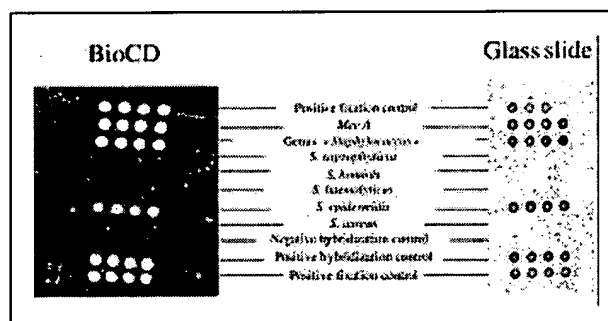 BioCD
Glass slide
Positive fixation control
Mec A
Genus « Staphylococcus »
S. saprophyticus
S. hominis
S. haemolyticus
S. epidermidis
S. aureus
Negative hybridization control
Positive hybridization control
Positive fixation control